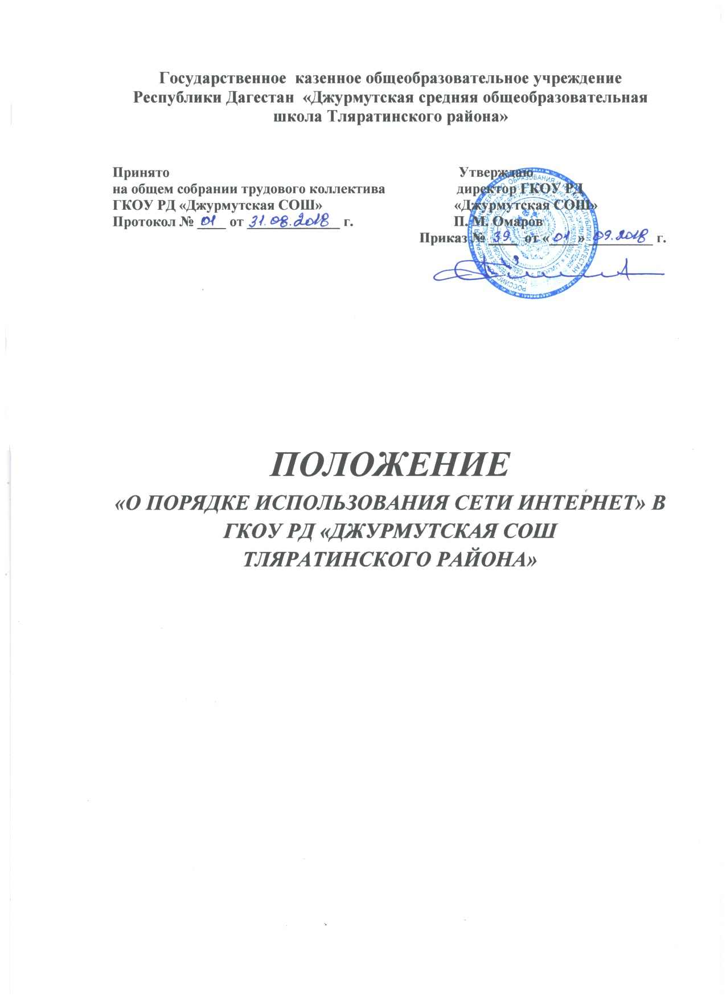 Государственное казенное общеобразовательное учреждение
Республики Дагестан «Джурмутская средняя общеобразовательная
школа Тляратинского района»
Принято
на общем собрании трудового коллектива
ГКОУ РД «Джурмутская СОШ»
Протокол № 01 от 31.08.2018 г.
Утверждаю
директор ГКОУ РД
«Джурмутская СОШ»
П. М. Омаров
Приказ № 39 от «01» 09.2018 г.
ПОЛОЖЕНИЕ
«О ПОРЯДКЕ ИСПОЛЬЗОВАНИЯ СЕТИ ИНТЕРНЕТ» В
ГКОУ РД «ДЖУРМУТСКАЯ СОШ
ТЛЯРАТИНСКОГО РАЙОНА»